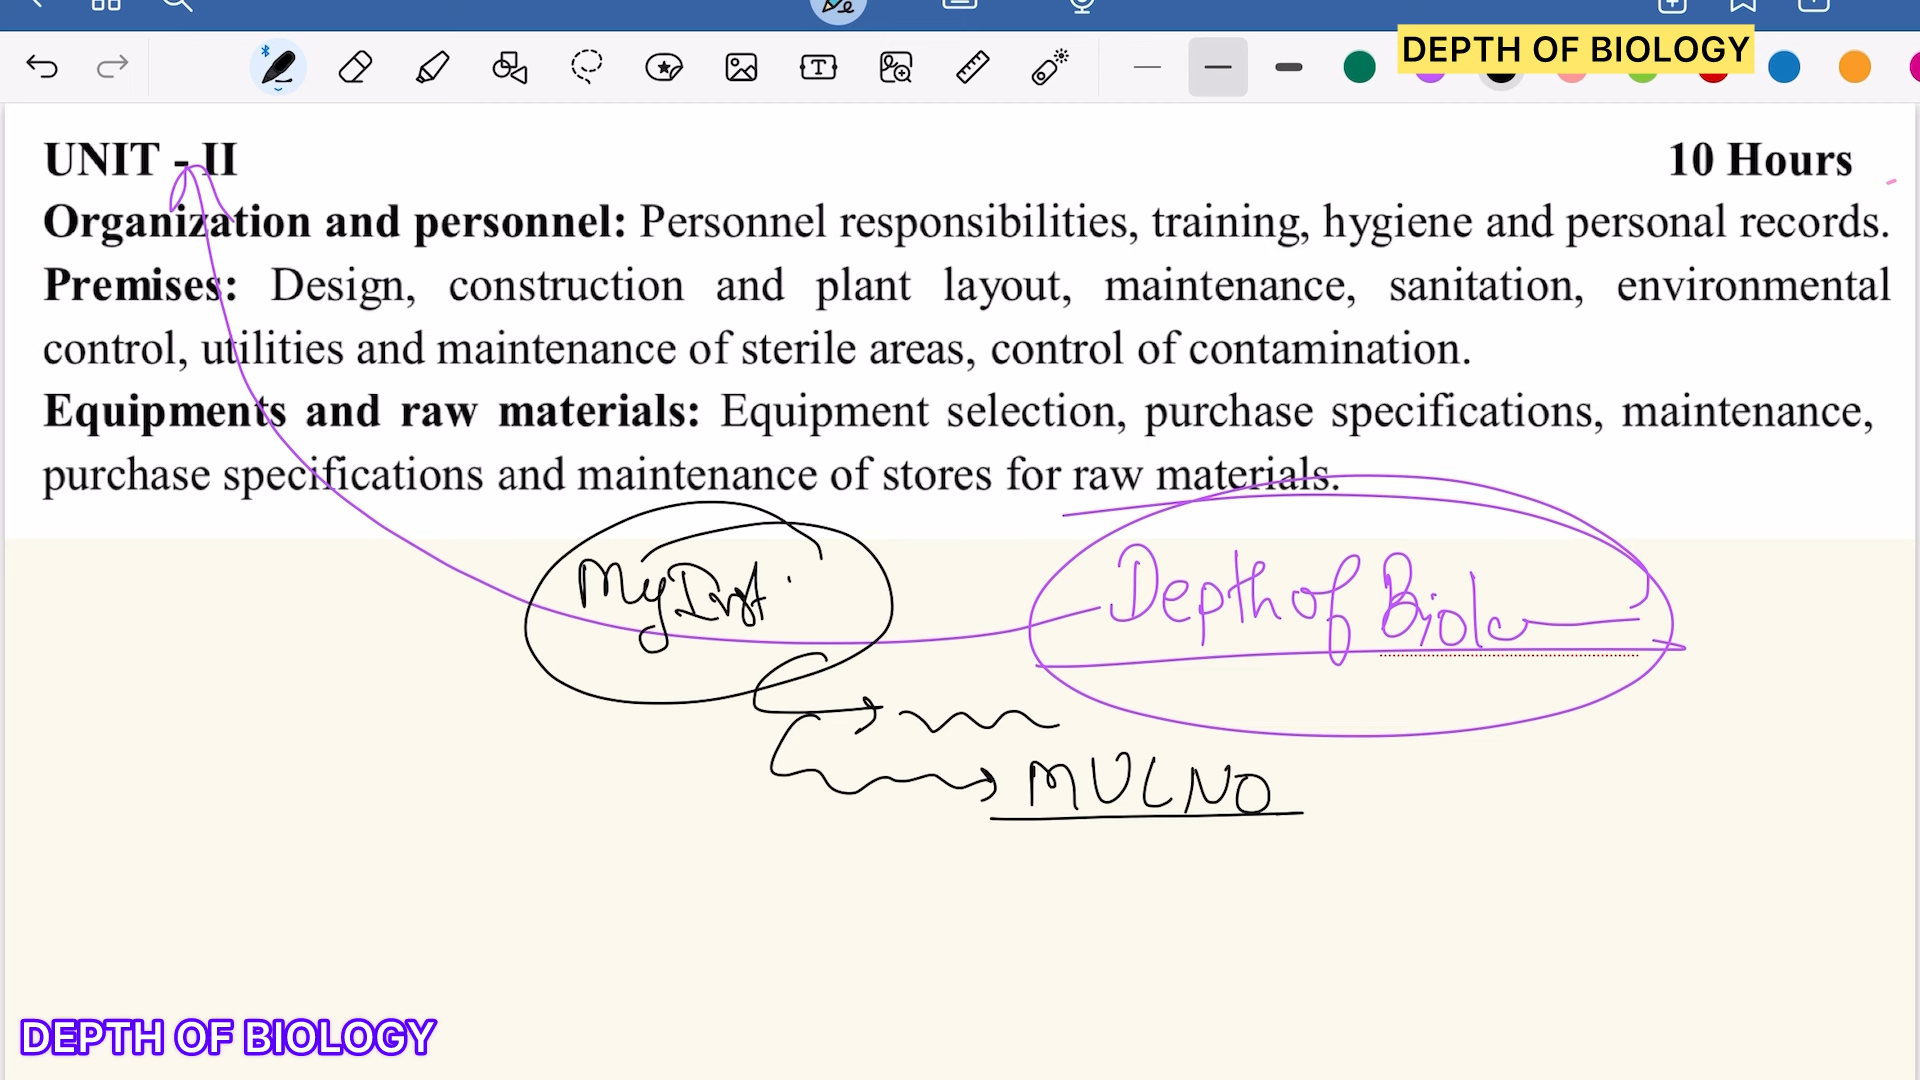 DEPTH OF BIOLOGY
UNIT - II 10 Hours
Organization and personnel: Personnel responsibilities, training, hygiene and personal records.
Premises: Design, construction and plant layout, maintenance, sanitation, environmental
control, utilities and maintenance of sterile areas, control of contamination.
Equipments and raw materials: Equipment selection, purchase specifications, maintenance,
purchase specifications and maintenance of stores for raw materials.
My Inst
Depth of Biolo
DEPTH OF BIOLOGY